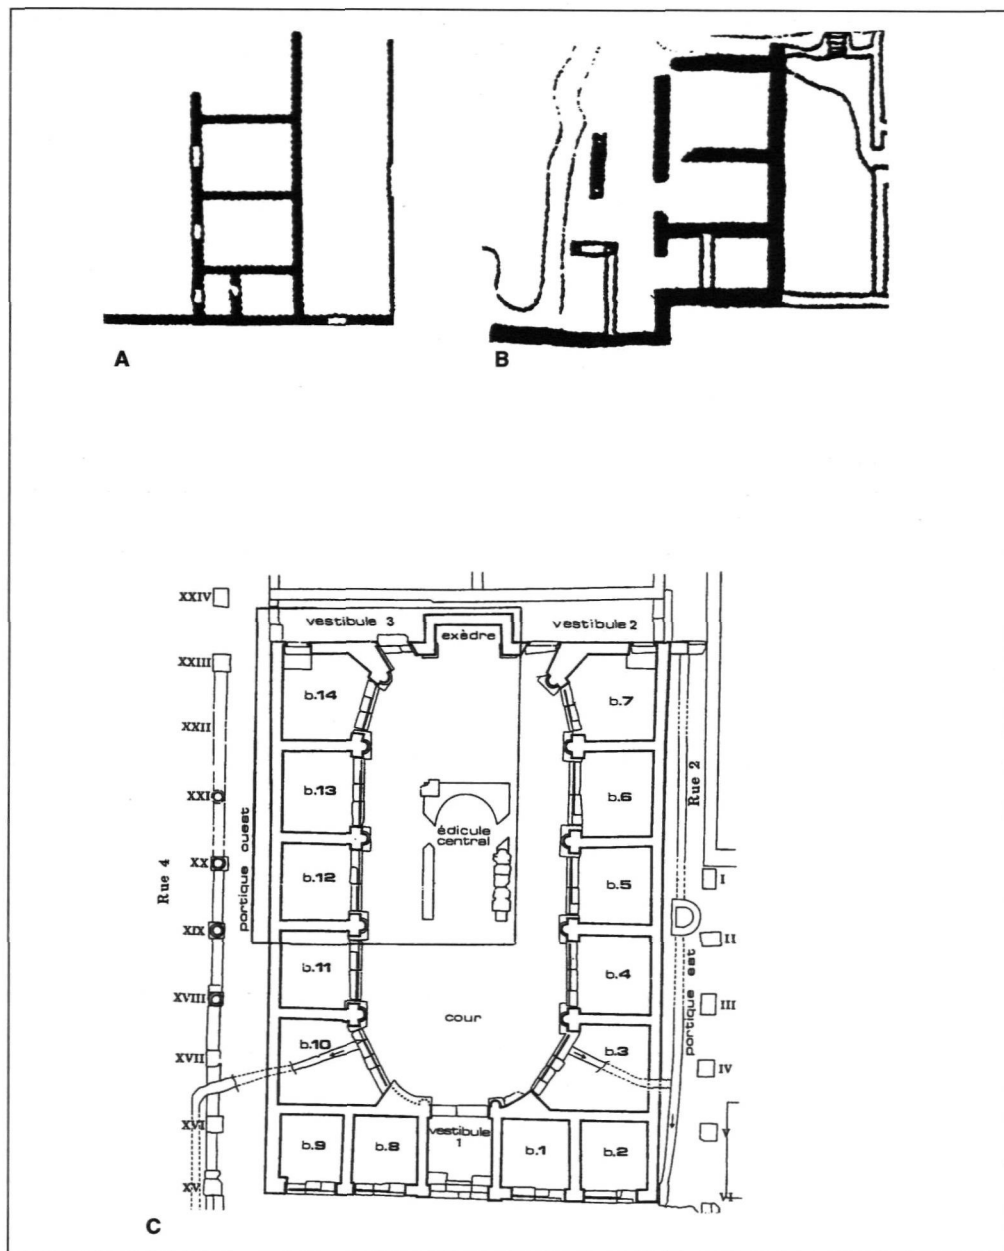 A
B
XXIV
vestibule 3
exèdre
vestibule 2
XXIII
b.14
b.7
XXII
Rue 2
XXI
b.13
b.6
portique ouest
édicule
central
Rue 4
XX
b.12
b.5
I
XIX
II
b.11
b.4
portique est
XVIII
cour
III
XVII
b.10
b.3
IV
XVI
vestibule
1
V
b.9
b.8
b.1
b.2
XV
VI
C